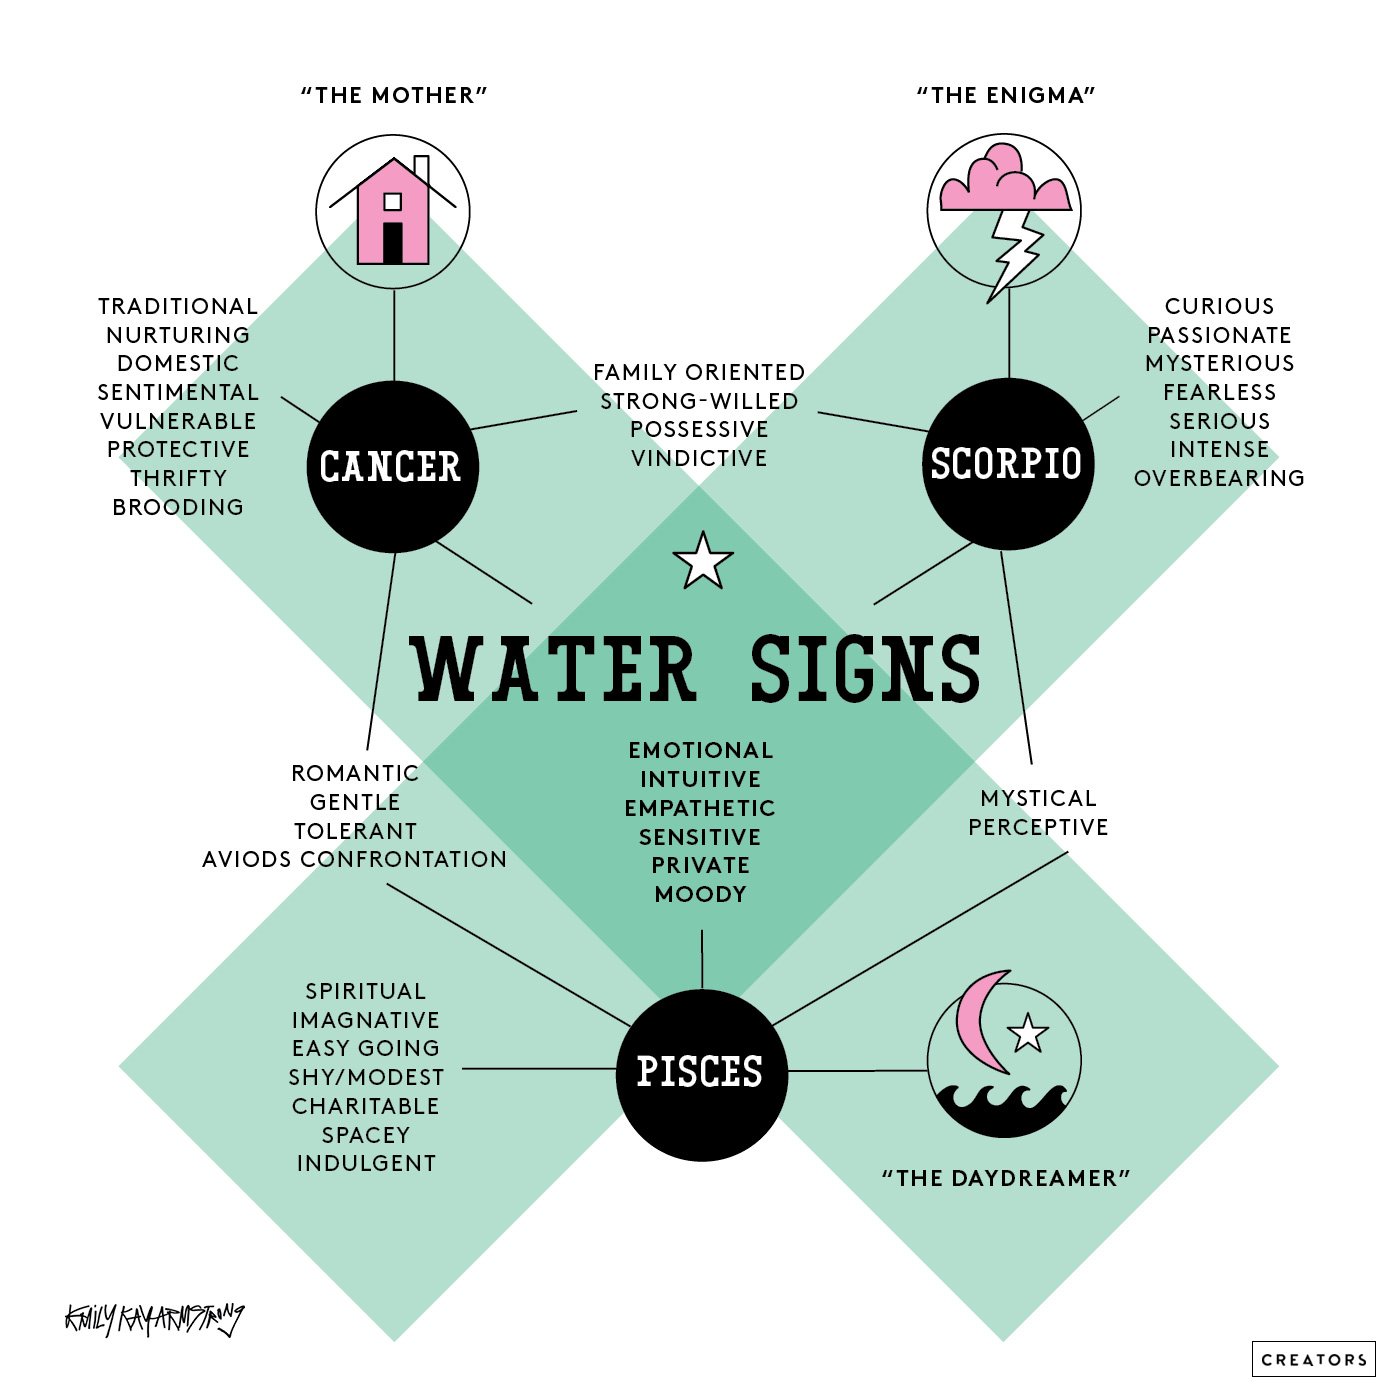 “THE MOTHER”
“THE ENIGMA”
TRADITIONAL
NURTURING
DOMESTIC
SENTIMENTAL
VULNERABLE
PROTECTIVE
THRIFTY
BROODING
CANCER
FAMILY ORIENTED
STRONG-WILLED
POSSESSIVE
VINDICTIVE
SCORPIO
CURIOUS
PASSIONATE
MYSTERIOUS
FEARLESS
SERIOUS
INTENSE
OVERBEARING
WATER SIGNS
EMOTIONAL
INTUITIVE
EMPATHETIC
SENSITIVE
PRIVATE
MOODY
ROMANTIC
GENTLE
TOLERANT
AVIODS CONFRONTATION
MYSTICAL
PERCEPTIVE
SPIRITUAL
IMAGNATIVE
EASY GOING
SHY/MODEST
CHARITABLE
SPACEY
INDULGENT
PISCES
“THE DAYDREAMER”
EMILY KAY ARMSTRONG
CREATORS